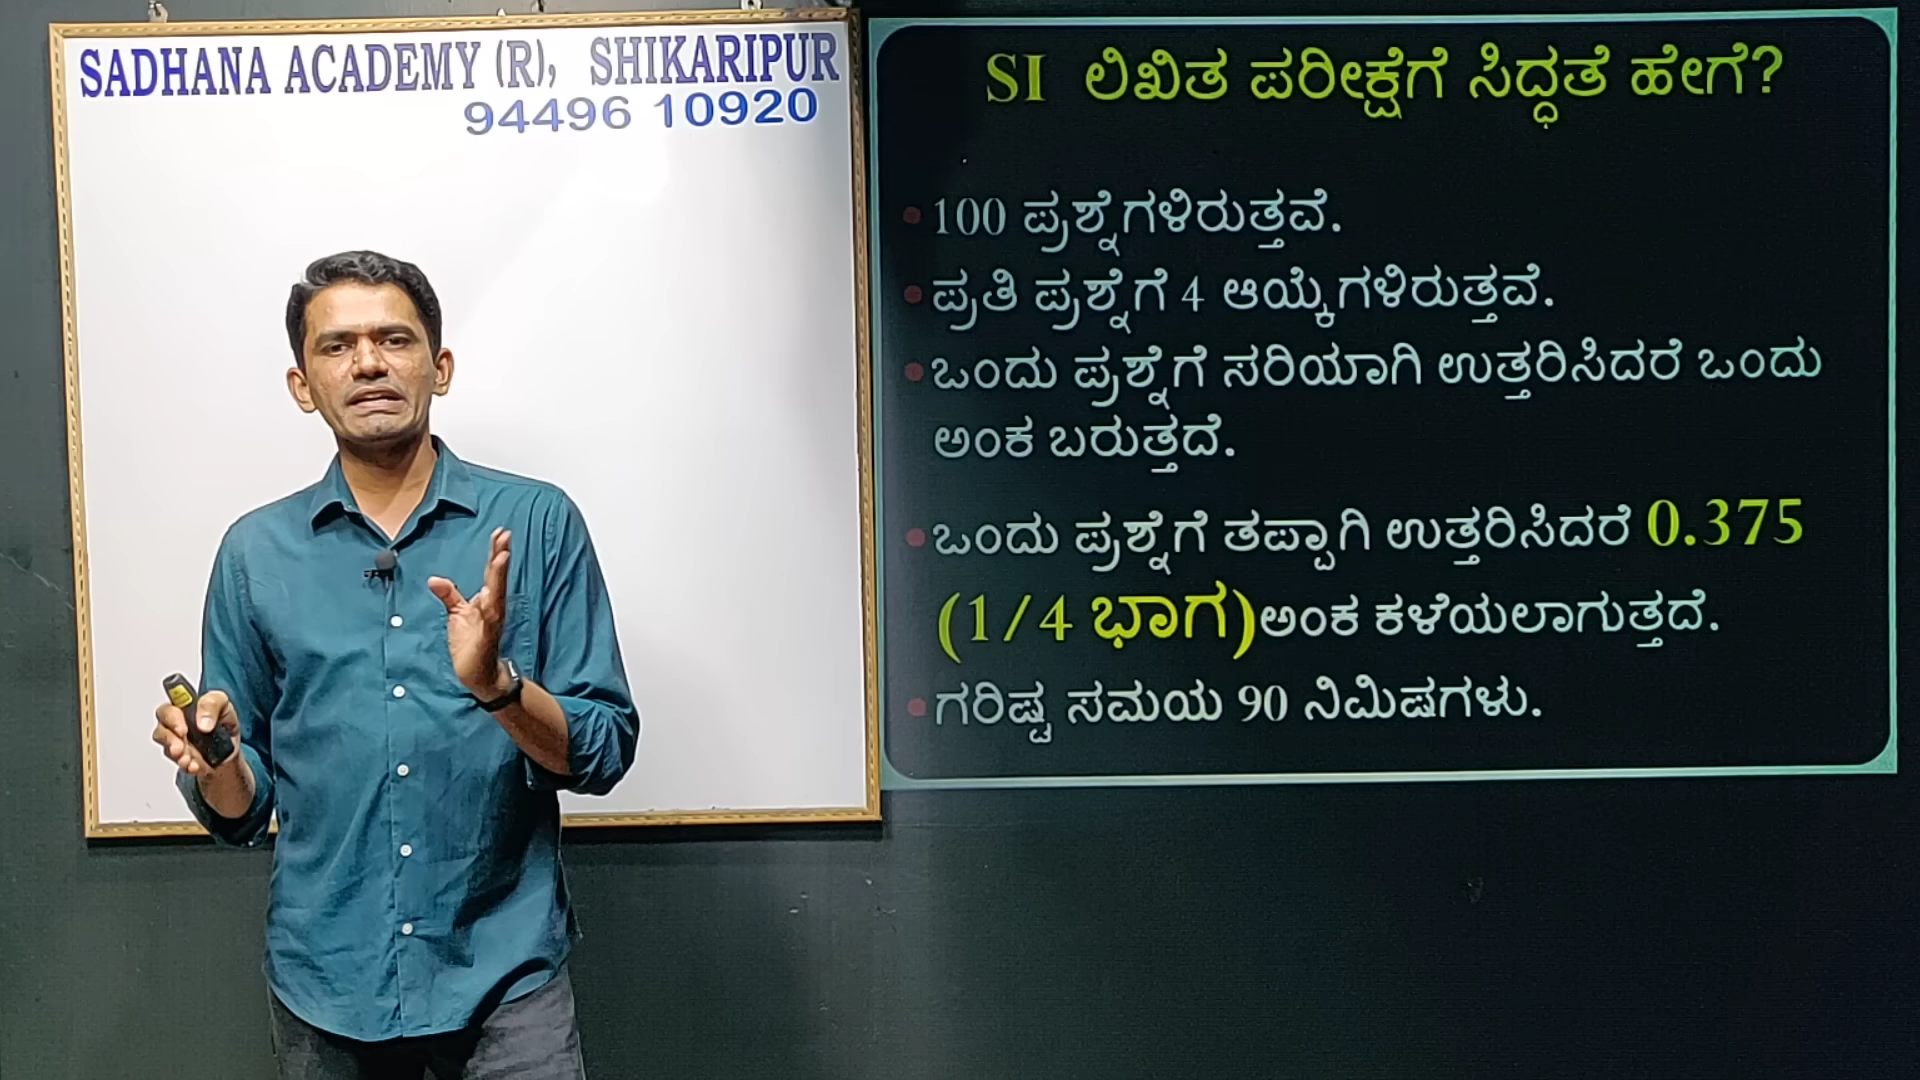 SADHANA ACADEMY (R), SHIKARIPUR
94496 10920
SI ಲಿಖಿತ ಪರೀಕ್ಷೆಗೆ ಸಿದ್ಧತೆ ಹೇಗೆ?
•100 ಪ್ರಶ್ನೆಗಳಿರುತ್ತವೆ.
•ಪ್ರತಿ ಪ್ರಶ್ನೆಗೆ 4 ಆಯ್ಕೆಗಳಿರುತ್ತವೆ.
•ಒಂದು ಪ್ರಶ್ನೆಗೆ ಸರಿಯಾಗಿ ಉತ್ತರಿಸಿದರೆ ಒಂದು
ಅಂಕ ಬರುತ್ತದೆ.
•ಒಂದು ಪ್ರಶ್ನೆಗೆ ತಪ್ಪಾಗಿ ಉತ್ತರಿಸಿದರೆ 0.375
(1/4 ಭಾಗ)ಅಂಕ ಕಳೆಯಲಾಗುತ್ತದೆ.
•ಗರಿಷ್ಟ ಸಮಯ 90 ನಿಮಿಷಗಳು.